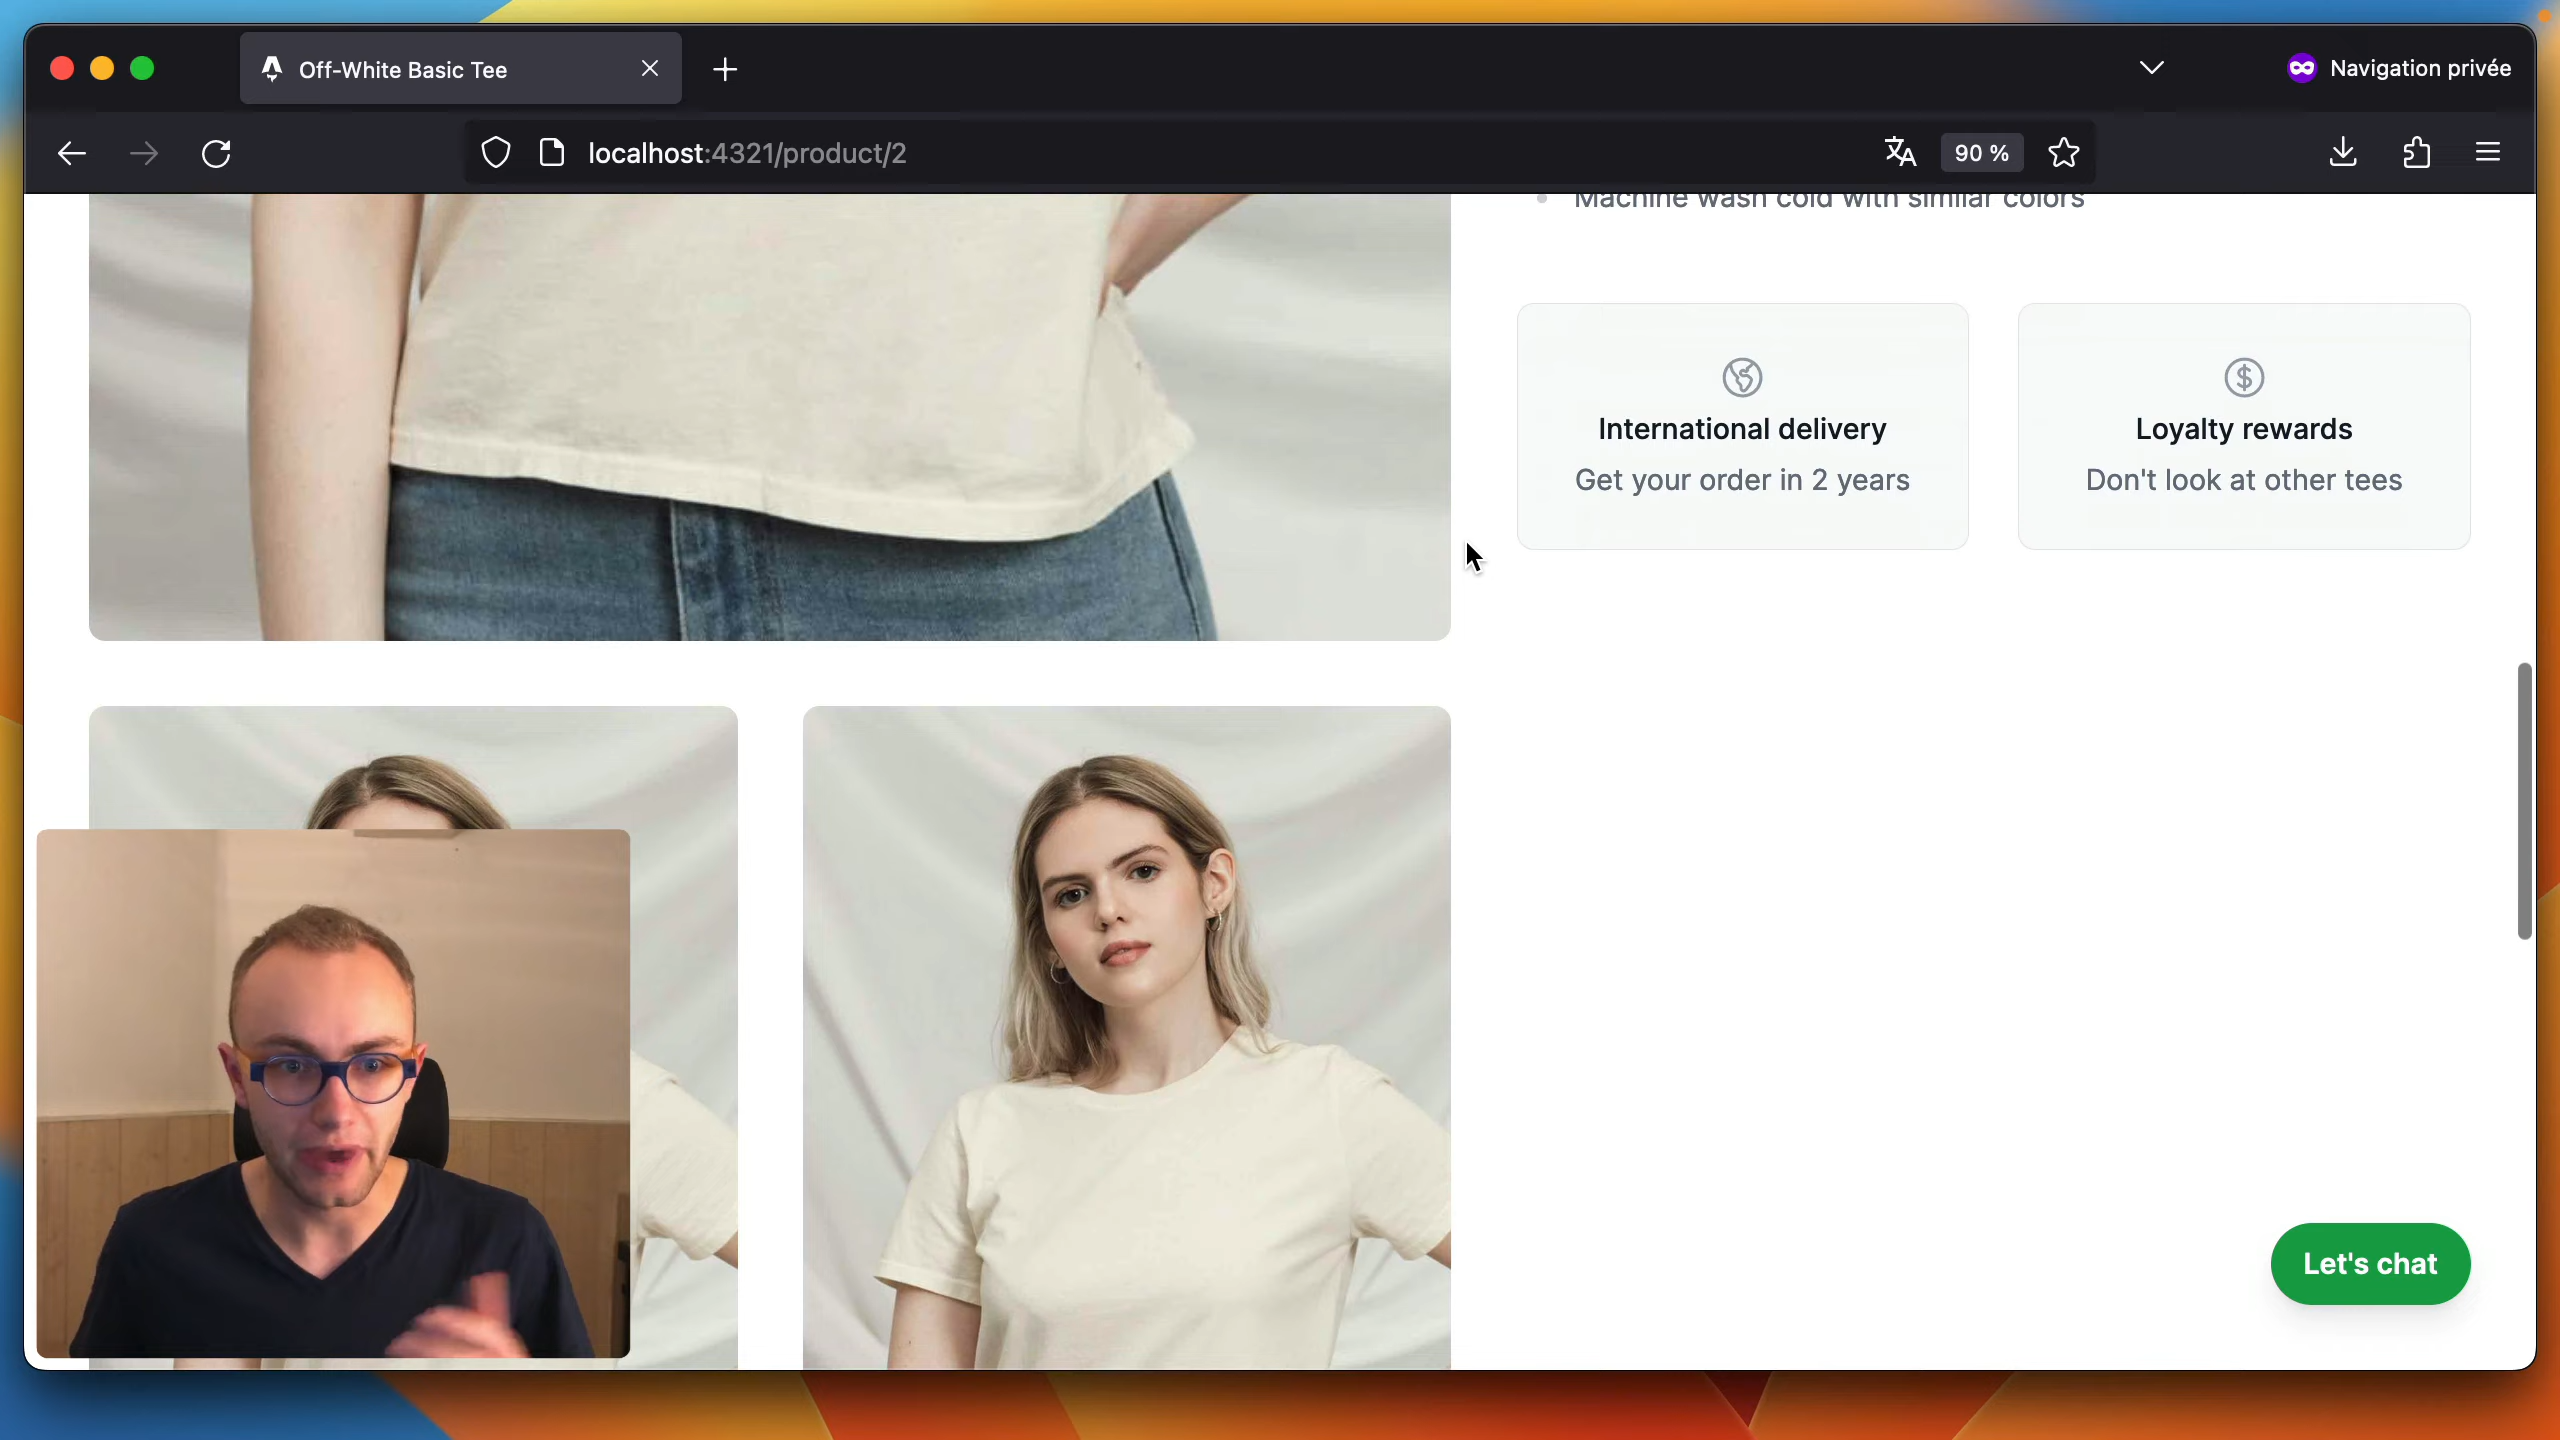 Off-White Basic Tee
Navigation privée
localhost:4321/product/2
90 %
Machine wash cold with similar colors
International delivery
Get your order in 2 years
Loyalty rewards
Don't look at other tees
Let's chat